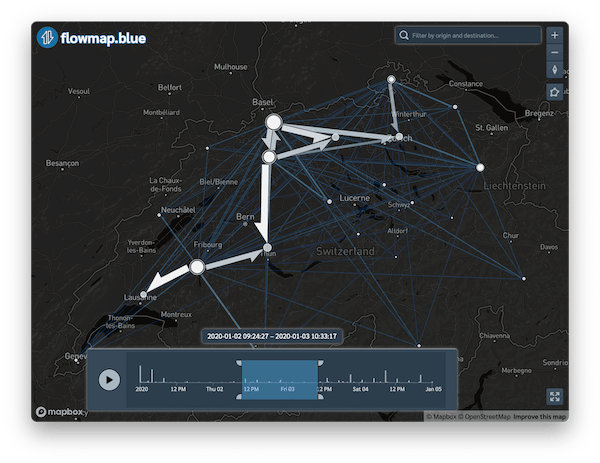 flowmap.blue
Filter by origin and destination...
Mulhouse
Constance
Vesoul
Belfort
Basel
Montbéliard
Winterthur
Bregenz
St. Gallen
Besançon
La Chaux-
de-Fonds
Biel/Bienne
Liechtenstein
Lucerne
Schwyz
Neuchâtel
Bern
Altdorf
Chur
Yverdon-
les-Bains
Fribourg
Thun
Switzerland
Davos
Lausanne
Thonon-
les-Bains
Montreux
2020-01-02 09:24:27 – 2020-01-03 10:33:17
Chiavenna
Geneva
Sondrio
Morbegno
2020
12 PM
Thu 02
12 PM
Fri 03
12 PM
Sat 04
12 PM
Jan 05
mapbox
© Mapbox © OpenStreetMap Improve this map